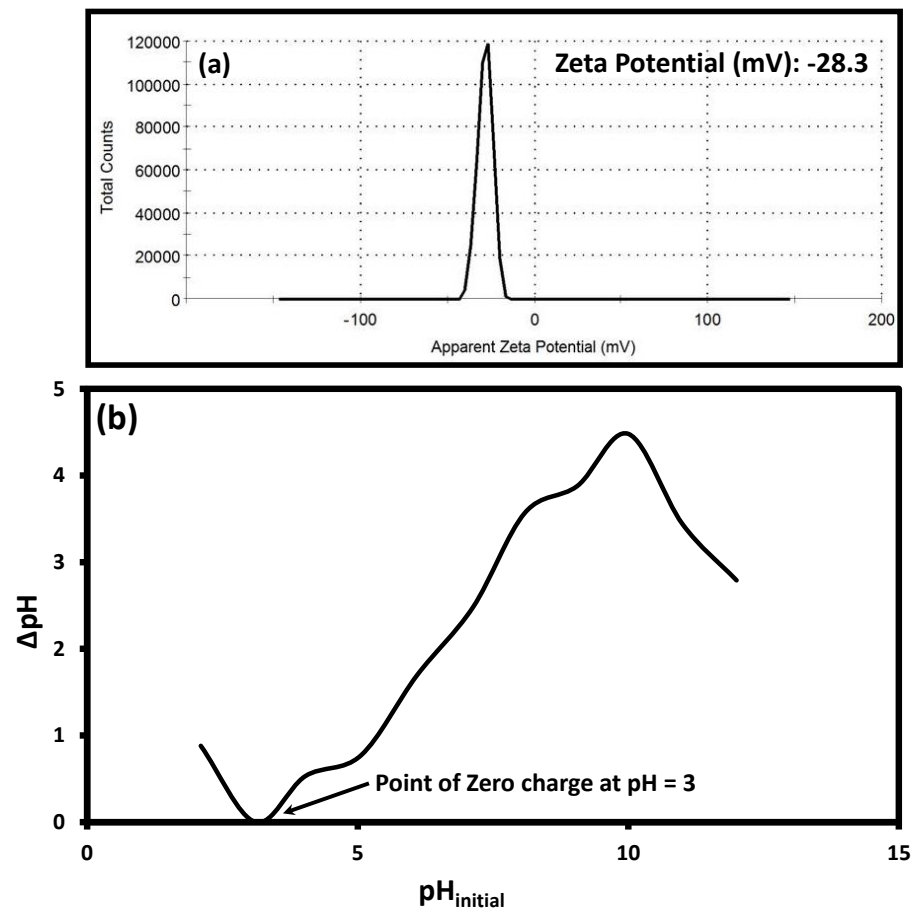 (a)
Zeta Potential (mV): -28.3
Total Counts
120000
100000
80000
60000
40000
20000
0
-100
0
100
200
Apparent Zeta Potential (mV)
(b)
ΔpH
5
4
3
2
1
0
Point of Zero charge at pH = 3
0
5
10
15
pHinitial